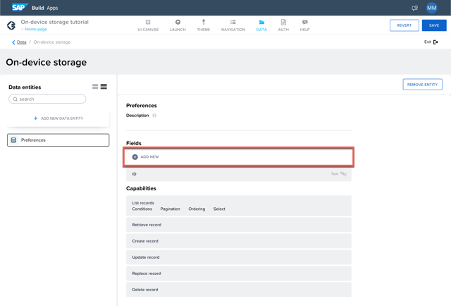 SAP Build Apps
MM
On-device storage tutorial
Home page
UI CANVAS
LAUNCH
THEME
NAVIGATION
DATA
AUTH
HELP
REVERT
SAVE
Data / On-device storage
Exit
On-device storage
Data entities
search
ADD NEW DATA ENTITY
Preferences
REMOVE ENTITY
Preferences
Description
Fields
ADD NEW
ID
Capabilities
List records
Conditions Pagination Ordering Select
Retrieve record
Create record
Update record
Replace record
Delete record